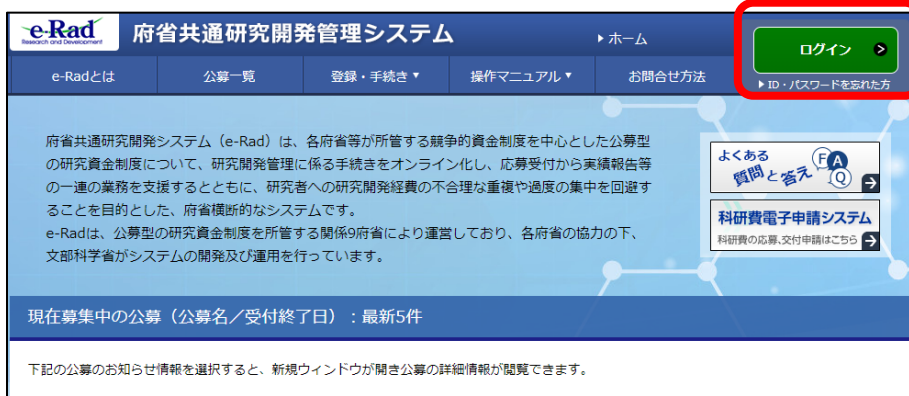 e-Rad
Research and Development
府省共通研究開発管理システム
ホーム
ログイン
ID・パスワードを忘れた方
e-Radとは
公募一覧
登録・手続き▼
操作マニュアル▼
お問合せ方法
府省共通研究開発システム（e-Rad）は、各府省等が所管する競争的資金制度を中心とした公募型
の研究資金制度について、研究開発管理に係る手続きをオンライン化し、応募受付から実績報告等
の一連の業務を支援するとともに、研究者への研究開発経費の不合理な重複や過度の集中を回避す
ることを目的とした、府省横断的なシステムです。
e-Radは、公募型の研究資金制度を所管する関係9府省により運営しており、各府省の協力の下、
文部科学省がシステムの開発及び運用を行っています。
よくある
質問と答え
FAQ
科研費電子申請システム
科研費の応募、交付申請はこちら
現在募集中の公募（公募名／受付終了日）：最新5件
下記の公募のお知らせ情報を選択すると、新規ウィンドウが開き公募の詳細情報が閲覧できます。